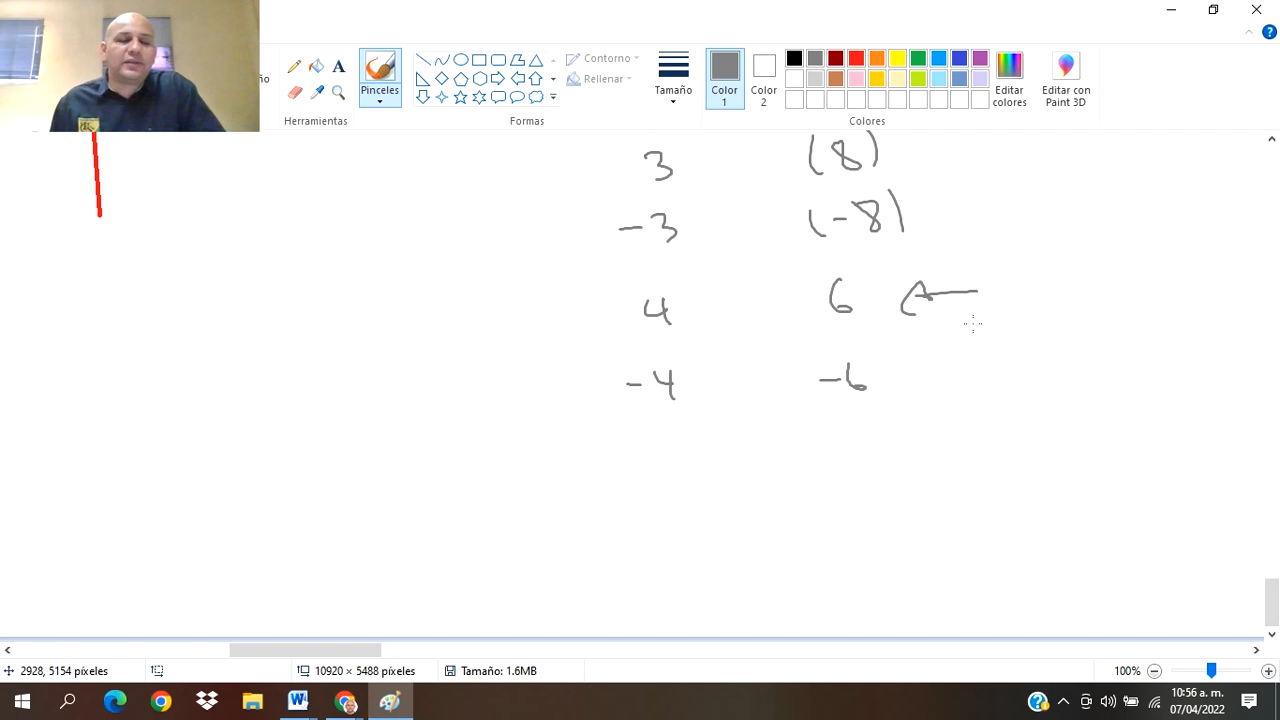 ño
Pinceles
Contorno
Rellenar
Tamaño
Color 1
Color 2
Editar colores
Editar con Paint 3D
Herramientas
Formas
Colores
3 (8)
-3 (-8)
4 6
-4 -6
2928, 5154 píxeles
10920 × 5488 píxeles
Tamaño: 1.6MB
100%
10:56 a. m.
07/04/2022